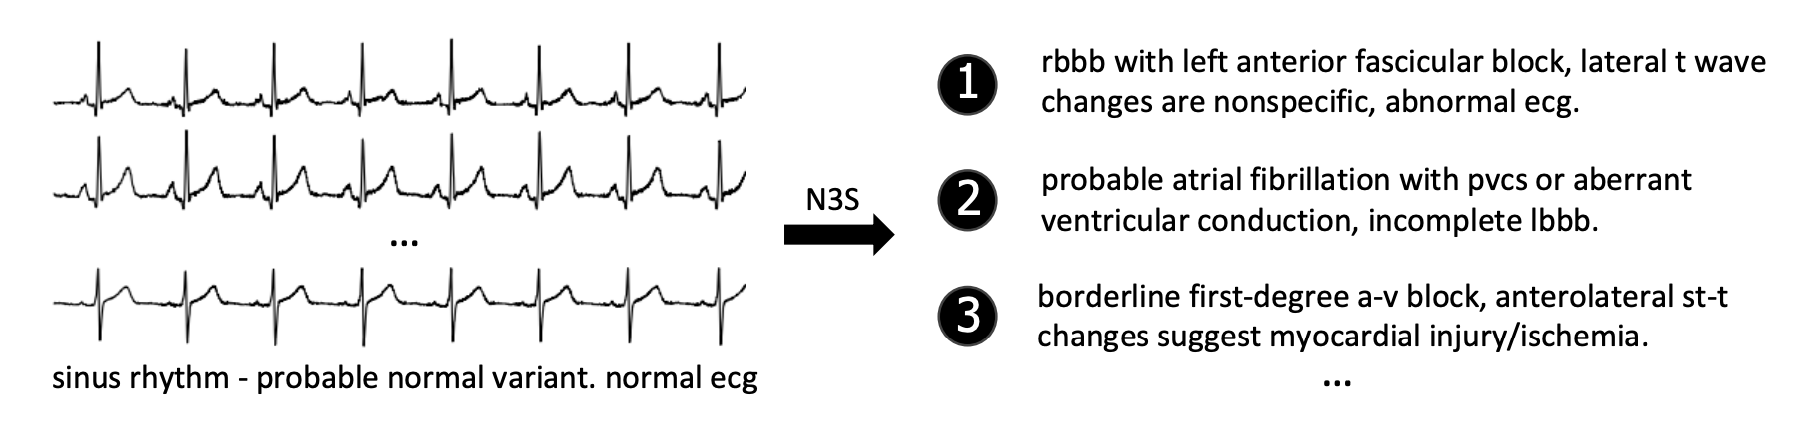 ...
sinus rhythm - probable normal variant. normal ecg
N3S
1
rbbb with left anterior fascicular block, lateral t wave
changes are nonspecific, abnormal ecg.
2
probable atrial fibrillation with pvcs or aberrant
ventricular conduction, incomplete lbbb.
3
borderline first-degree a-v block, anterolateral st-t
changes suggest myocardial injury/ischemia.
...